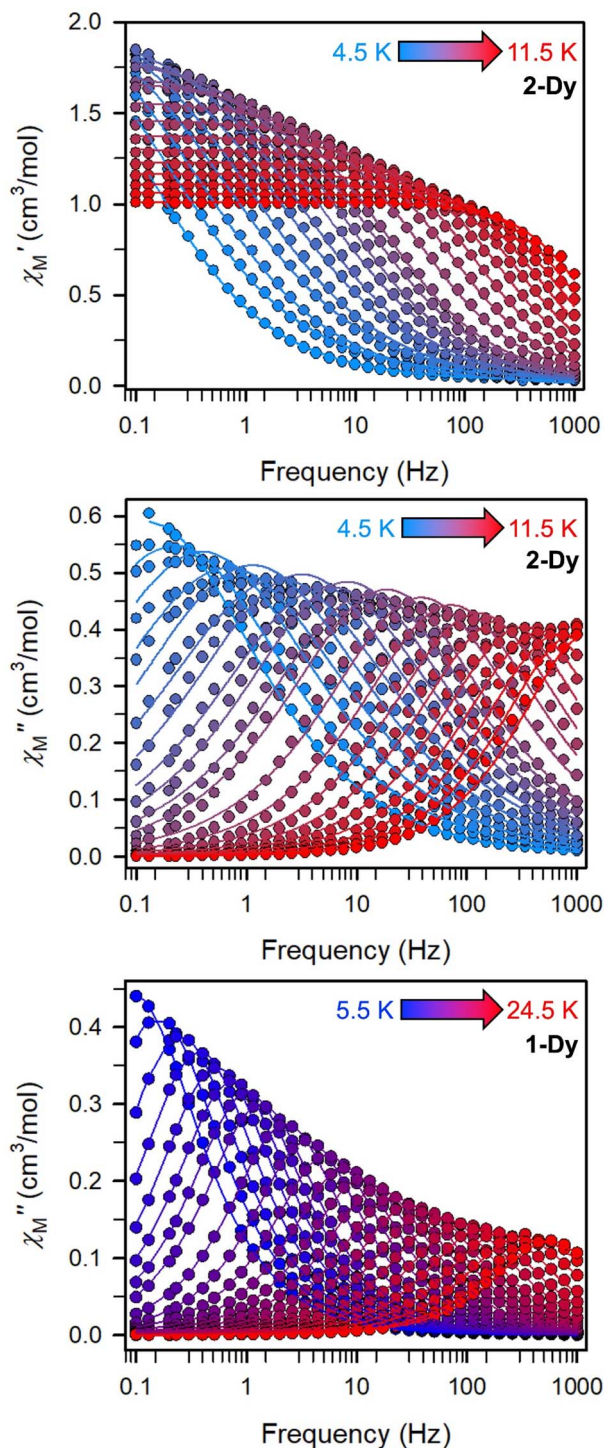 2.0
4.5 K 11.5 K
2-Dy
1.5
1.0
0.5
0.0
χM′ (cm³/mol)
0.1 1 10 100 1000
Frequency (Hz)
0.6
4.5 K 11.5 K
2-Dy
0.5
0.4
0.3
0.2
0.1
0.0
χM″ (cm³/mol)
0.1 1 10 100 1000
Frequency (Hz)
5.5 K 24.5 K
1-Dy
0.4
0.3
0.2
0.1
0.0
χM″ (cm³/mol)
0.1 1 10 100 1000
Frequency (Hz)